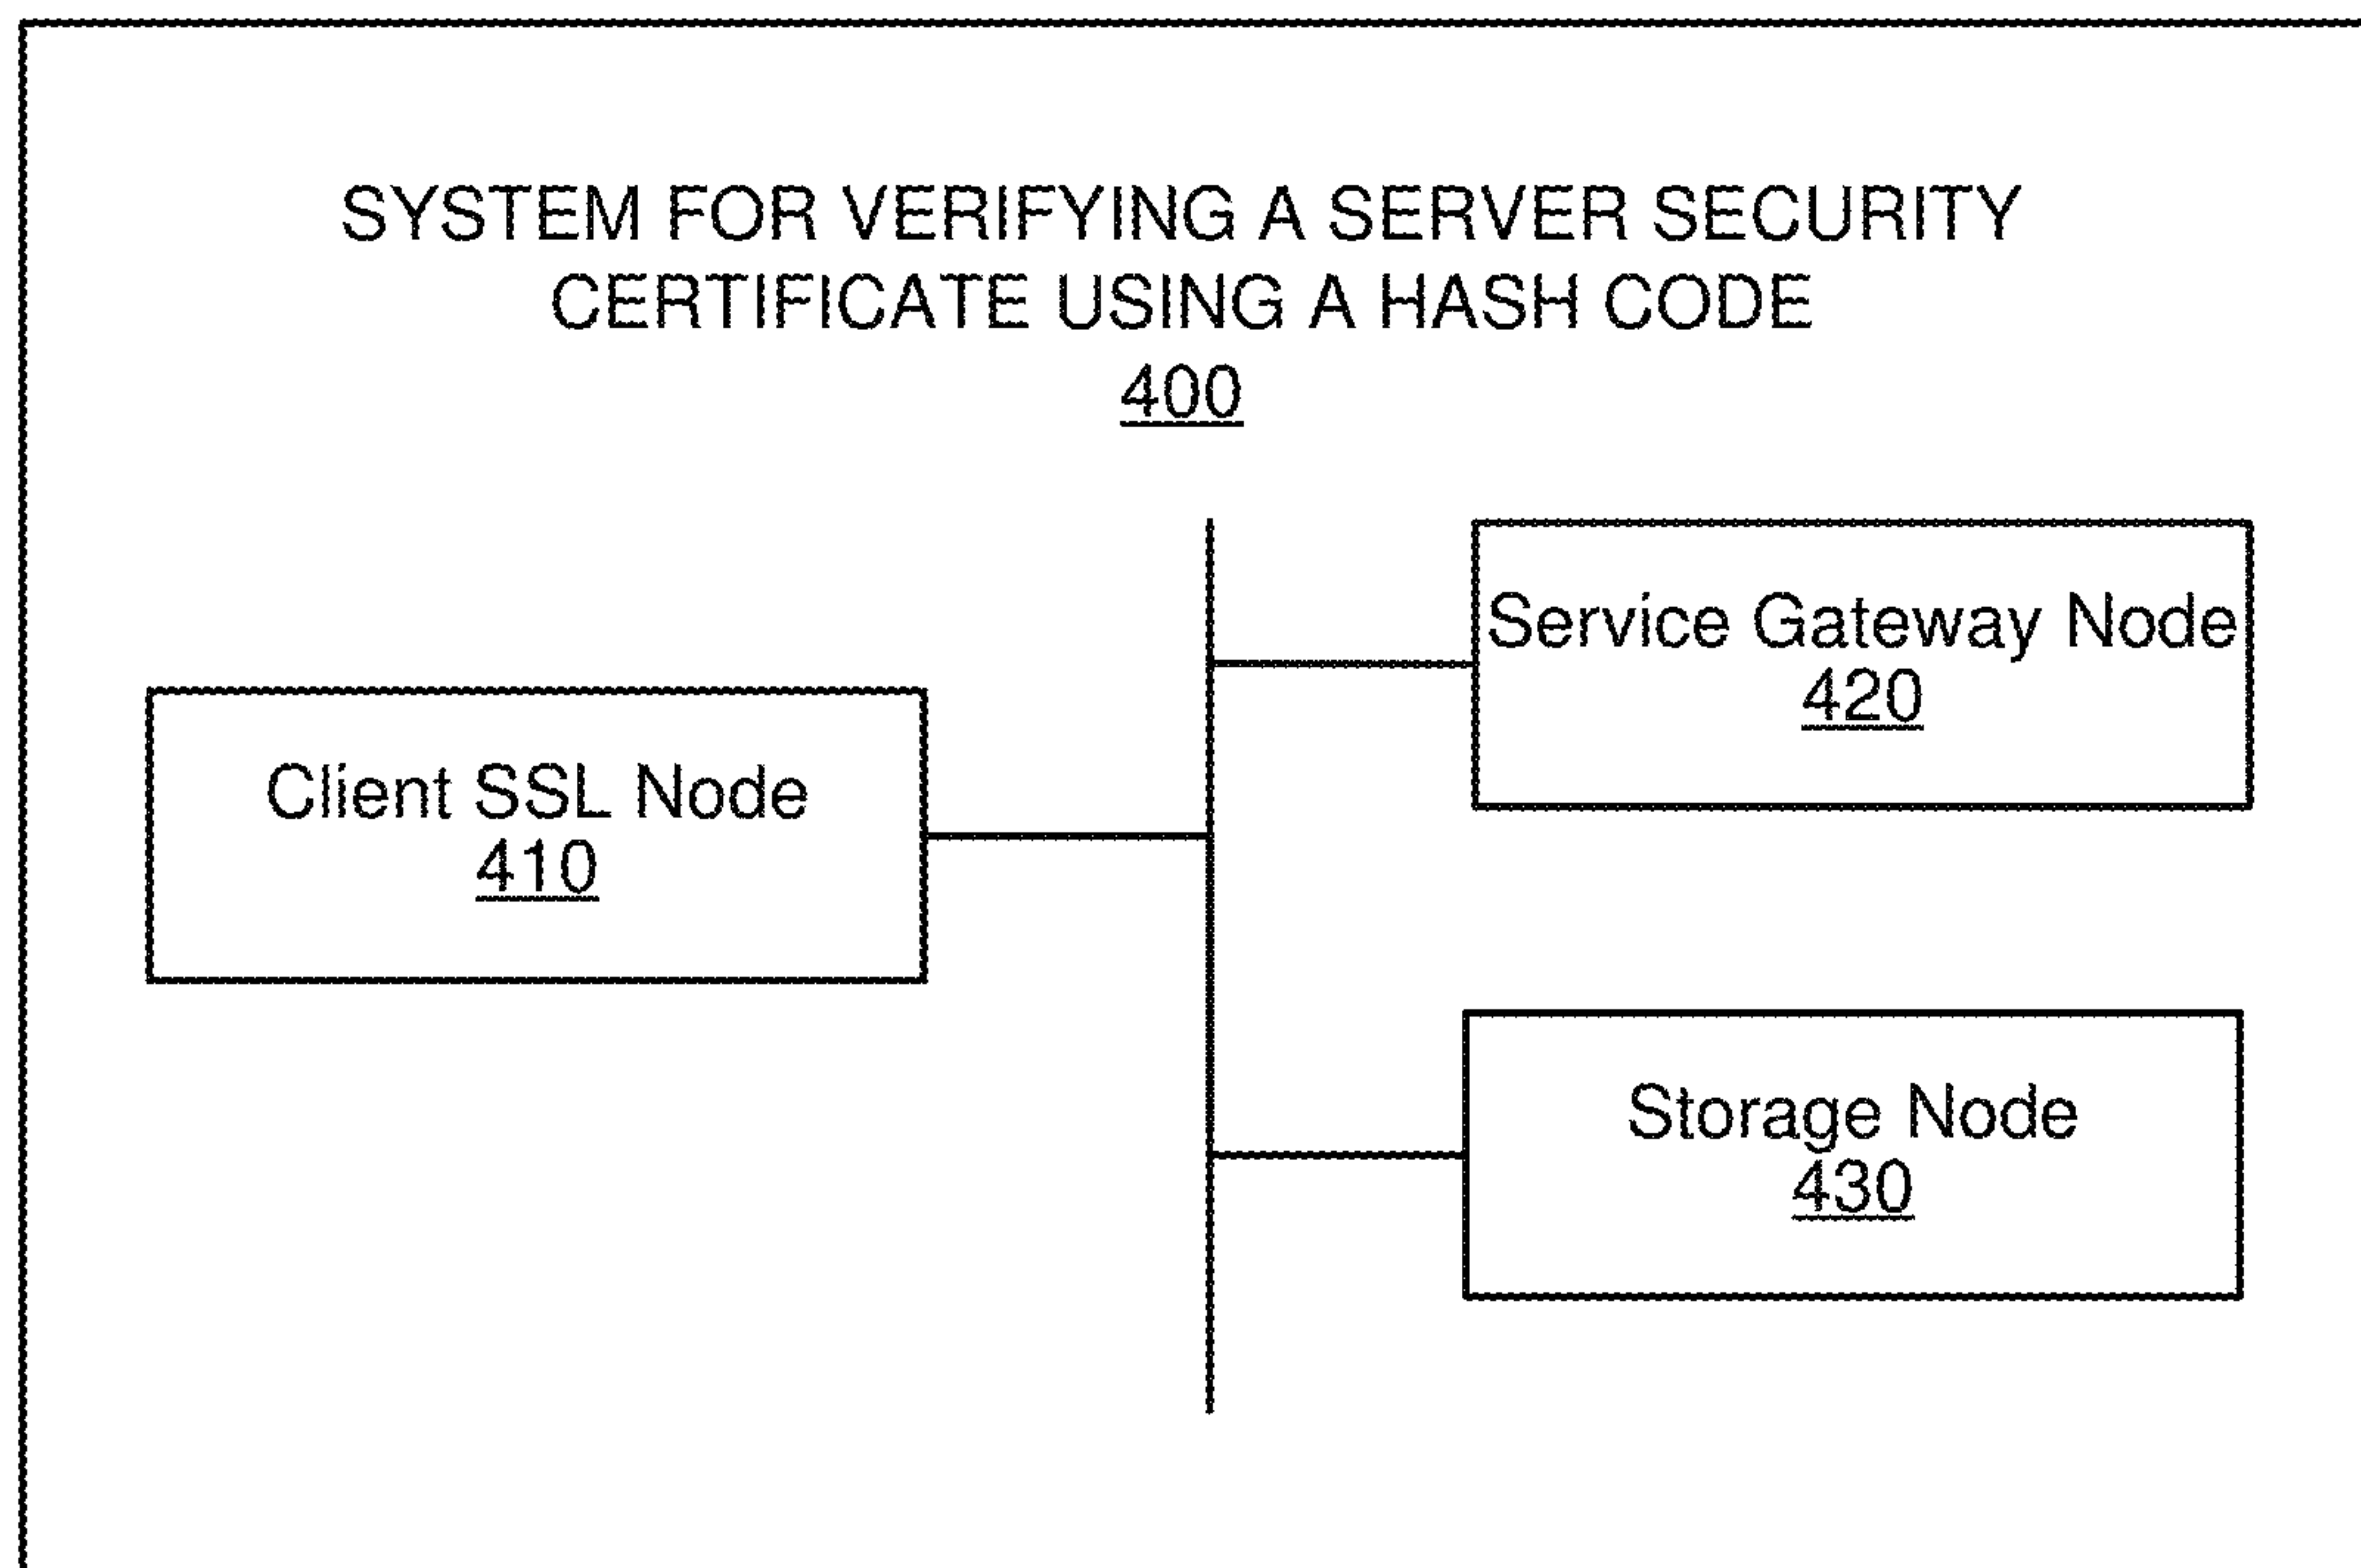 SYSTEM FOR VERIFYING A SERVER SECURITY
CERTIFICATE USING A HASH CODE
400
Service Gateway Node
420
Client SSL Node
410
Storage Node
430